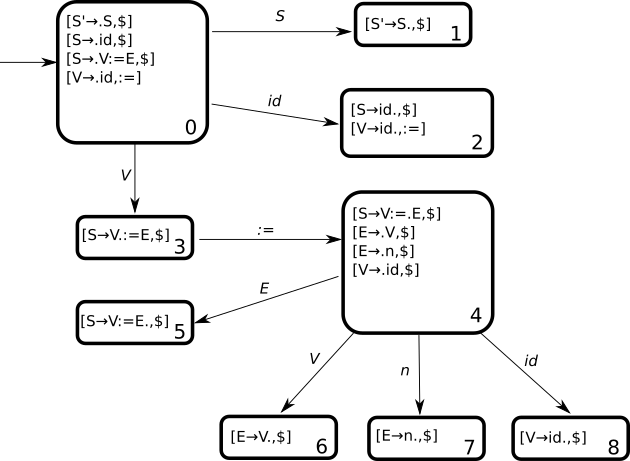 [S'→.S,$]
[S→.id,$]
[S→.V:=E,$]
[V→.id,:=]
0
S
[S'→S.,$]
1
id
[S→id.,$]
[V→id.,:=]
2
V
[S→V.:=E,$]
3
:=
[S→V:=.E,$]
[E→.V,$]
[E→.n,$]
[V→.id,$]
4
E
[S→V:=E.,$]
5
V
n
id
[E→V.,$]
6
[E→n.,$]
7
[V→id.,$]
8